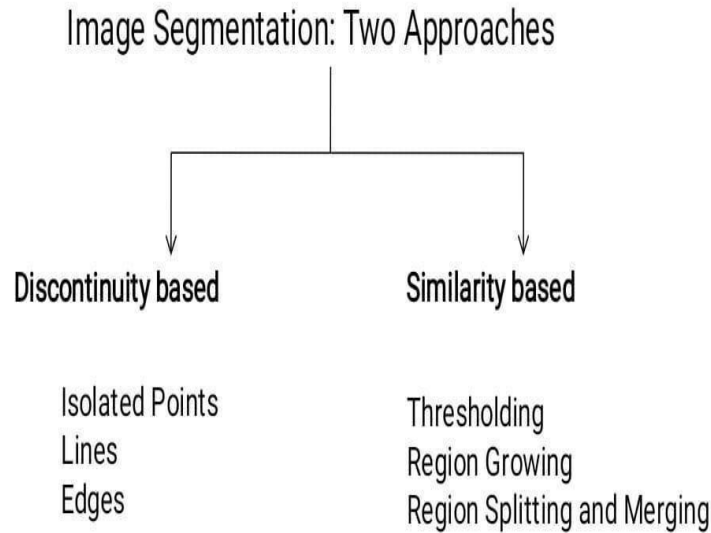 Image Segmentation: Two Approaches
Discontinuity based
Similarity based
Isolated Points
Lines
Edges
Thresholding
Region Growing
Region Splitting and Merging